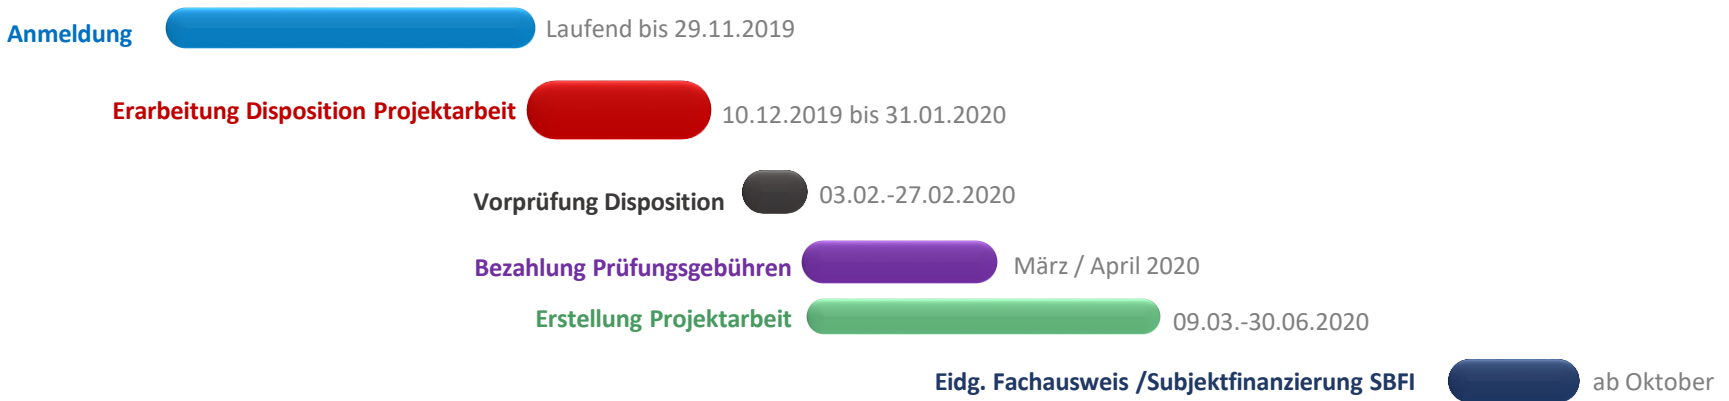 Anmeldung Laufend bis 29.11.2019
Erarbeitung Disposition Projektarbeit 10.12.2019 bis 31.01.2020
Vorprüfung Disposition 03.02.-27.02.2020
Bezahlung Prüfungsgebühren März / April 2020
Erstellung Projektarbeit 09.03.-30.06.2020
Eidg. Fachausweis /Subjektfinanzierung SBFI ab Oktober